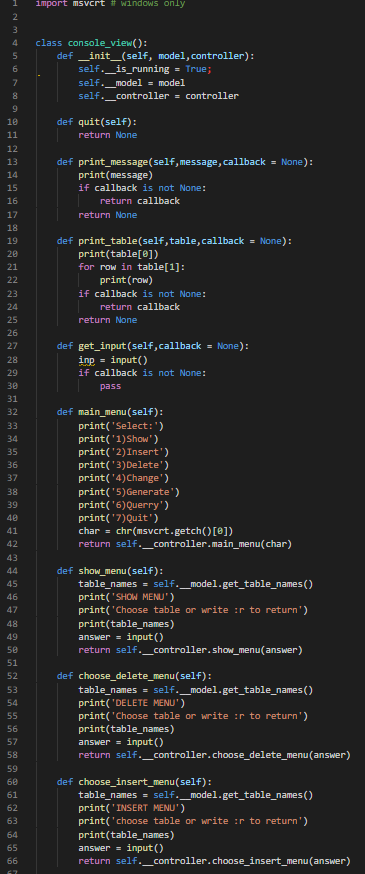 1 import msvcrt # windows only
2
3
4 class console_view():
5     def __init__(self, model,controller):
6         self.__is_running = True;
7         self.__model = model
8         self.__controller = controller
9
10     def quit(self):
11         return None
12
13     def print_message(self,message,callback = None):
14         print(message)
15         if callback is not None:
16             return callback
17         return None
18
19     def print_table(self,table,callback = None):
20         print(table[0])
21         for row in table[1]:
22             print(row)
23         if callback is not None:
24             return callback
25         return None
26
27     def get_input(self,callback = None):
28         inp = input()
29         if callback is not None:
30             pass
31
32     def main_menu(self):
33         print('Select:')
34         print('1)Show')
35         print('2)Insert')
36         print('3)Delete')
37         print('4)Change')
38         print('5)Generate')
39         print('6)Querry')
40         print('7)Quit')
41         char = chr(msvcrt.getch()[0])
42         return self.__controller.main_menu(char)
43
44     def show_menu(self):
45         table_names = self.__model.get_table_names()
46         print('SHOW MENU')
47         print('Choose table or write :r to return')
48         print(table_names)
49         answer = input()
50         return self.__controller.show_menu(answer)
51
52     def choose_delete_menu(self):
53         table_names = self.__model.get_table_names()
54         print('DELETE MENU')
55         print('Choose table or write :r to return')
56         print(table_names)
57         answer = input()
58         return self.__controller.choose_delete_menu(answer)
59
60     def choose_insert_menu(self):
61         table_names = self.__model.get_table_names()
62         print('INSERT MENU')
63         print('choose table or write :r to return')
64         print(table_names)
65         answer = input()
66         return self.__controller.choose_insert_menu(answer)